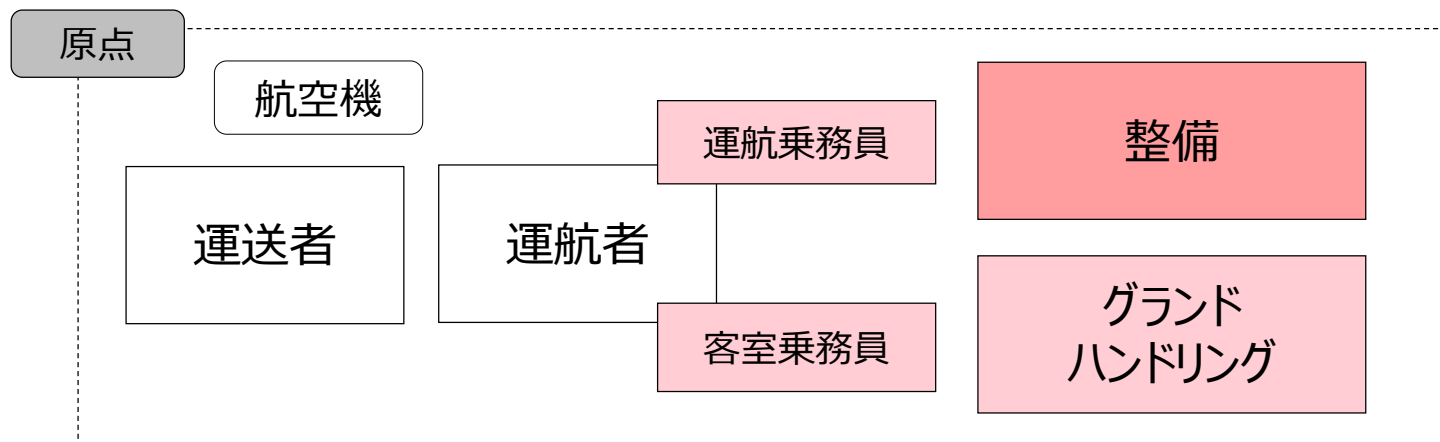 原点
航空機
運航乗務員
整備
運送者
運航者
客室乗務員
グランド
ハンドリング